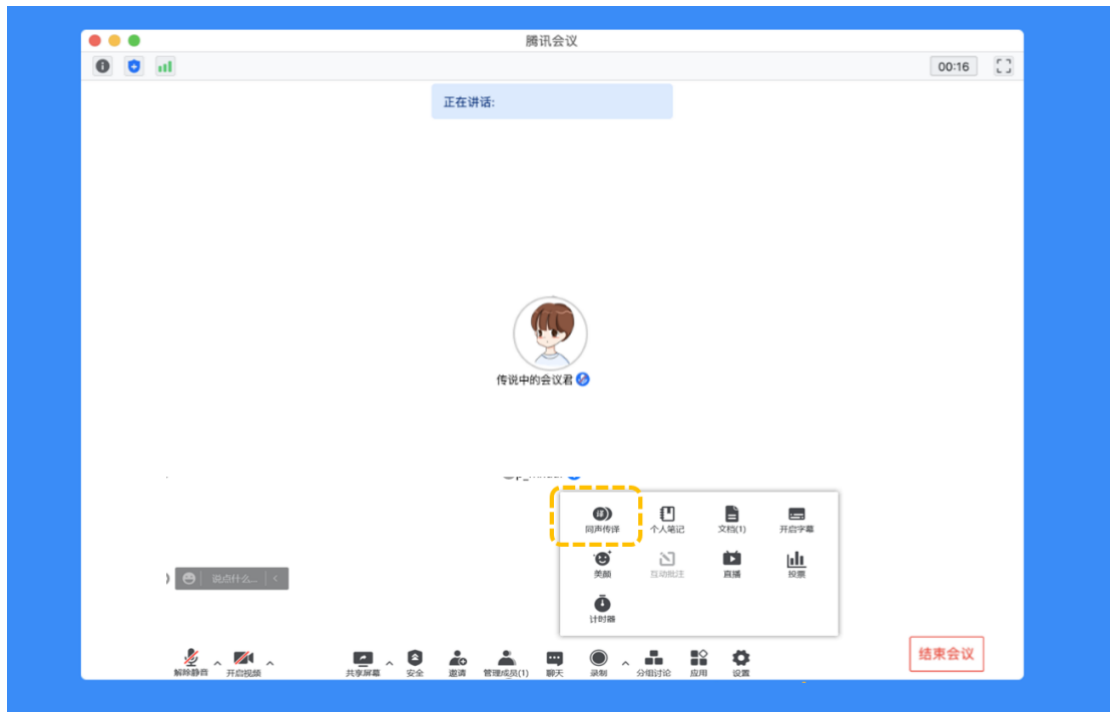 腾讯会议
00:16
正在讲话:
传说中的会议君
译
同声传译
个人笔记
文档(1)
开启字幕
美颜
互动批注
直播
投票
计时器
说点什么...
解除静音
开启视频
共享屏幕
安全
邀请
管理成员(1)
聊天
录制
分组讨论
应用
设置
结束会议